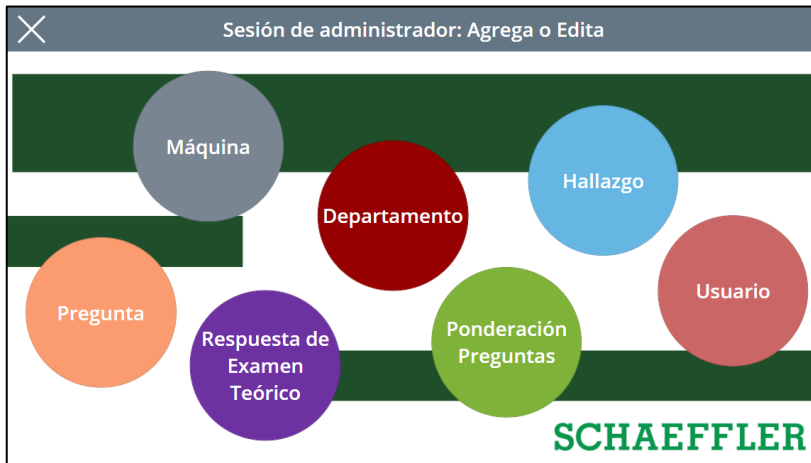 Sesión de administrador: Agrega o Edita
Máquina
Departamento
Hallazgo
Pregunta
Respuesta de
Examen
Teórico
Ponderación
Preguntas
Usuario
SCHAEFFLER